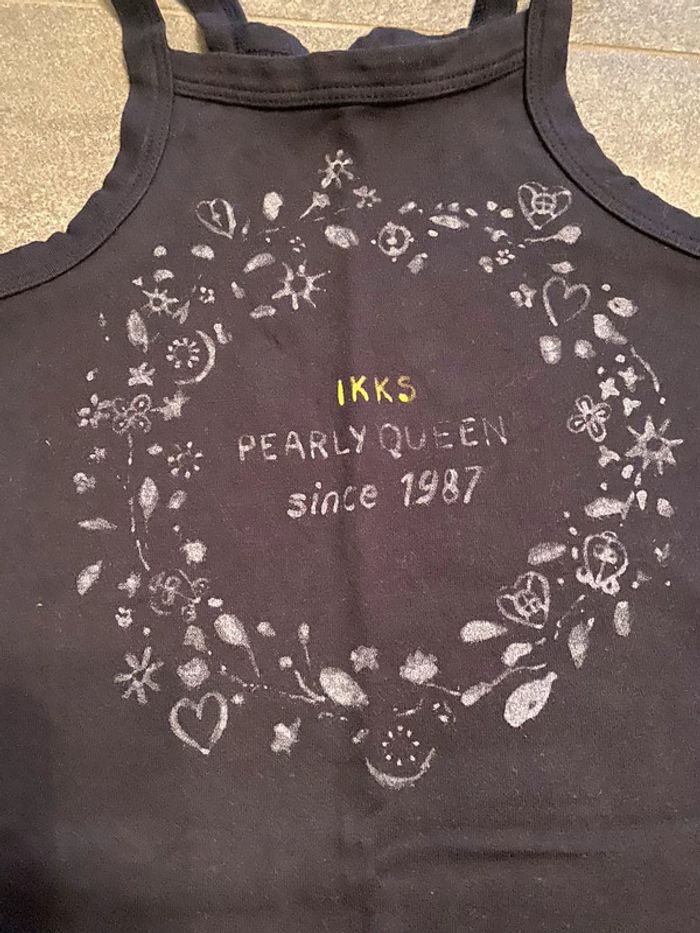 IKKS
PEARLY QUEEN
since 1987